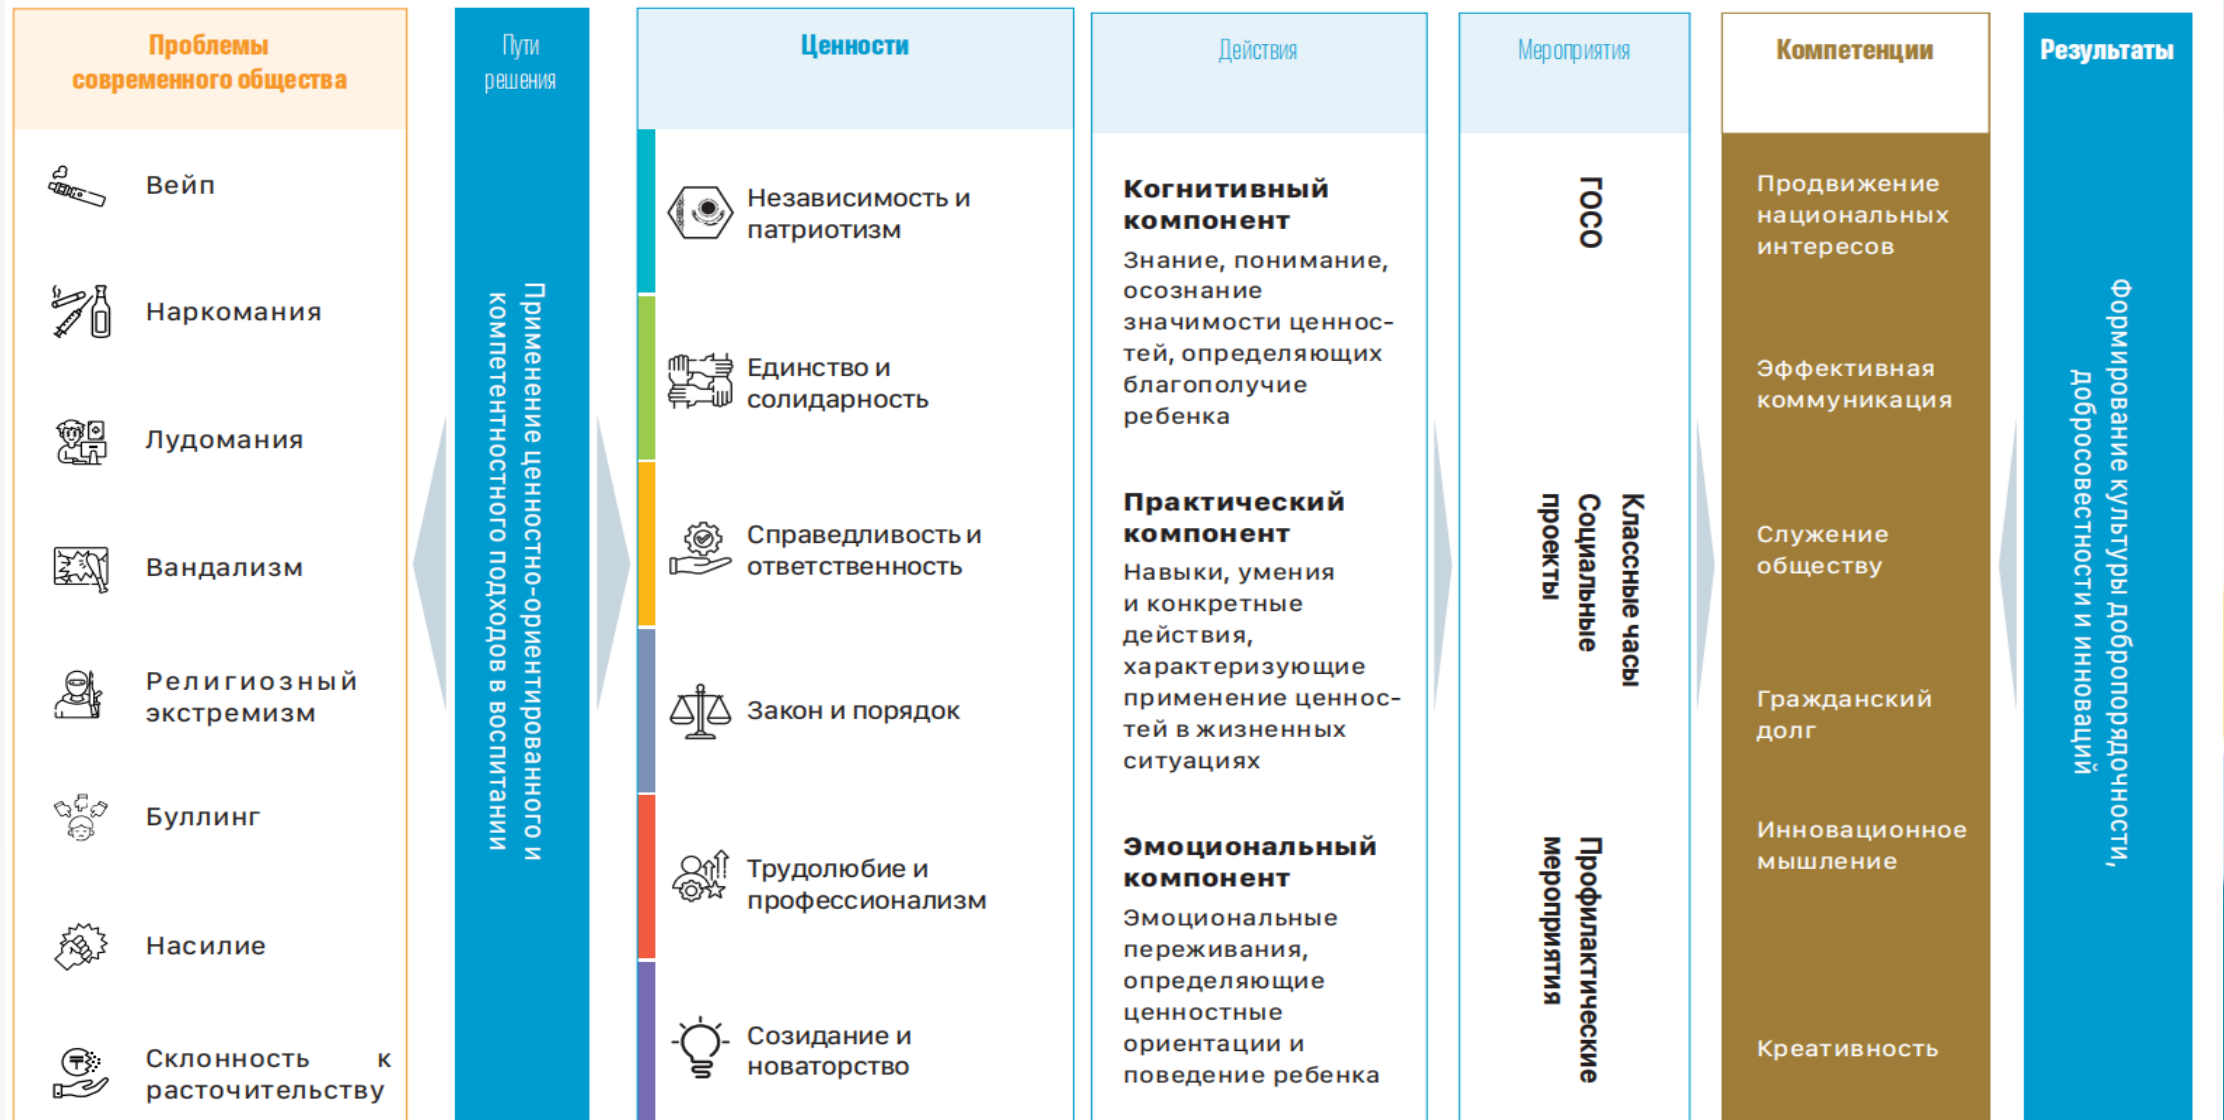 Проблемы
современного общества
Вейп
Наркомания
Лудомания
Вандализм
Религиозный
экстремизм
Буллинг
Насилие
Склонность к
расточительству
Пути
решения
Применение ценностно-ориентированного и
компетентностного подходов в воспитании
Ценности
Независимость и
патриотизм
Единство и
солидарность
Справедливость и
ответственность
Закон и порядок
Трудолюбие и
профессионализм
Созидание и
новаторство
Действия
Когнитивный
компонент
Знание, понимание,
осознание
значимости ценнос-
тей, определяющих
благополучие
ребенка
Практический
компонент
Навыки, умения
и конкретные
действия,
характеризующие
применение ценнос-
тей в жизненных
ситуациях
Эмоциональный
компонент
Эмоциональные
переживания,
определяющие
ценностные
ориентации и
поведение ребенка
Мероприятия
ГОСО
Классные часы
Социальные
проекты
Профилактические
мероприятия
Компетенции
Продвижение
национальных
интересов
Эффективная
коммуникация
Служение
обществу
Гражданский
долг
Инновационное
мышление
Креативность
Результаты
Формирование культуры добропорядочности,
добросовестности и инноваций